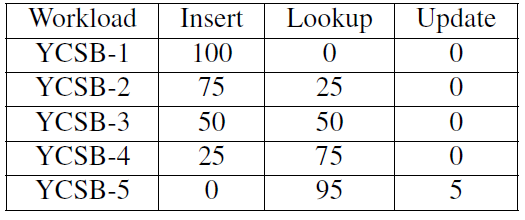 Workload Insert Lookup Update
YCSB-1 100 0 0
YCSB-2 75 25 0
YCSB-3 50 50 0
YCSB-4 25 75 0
YCSB-5 0 95 5